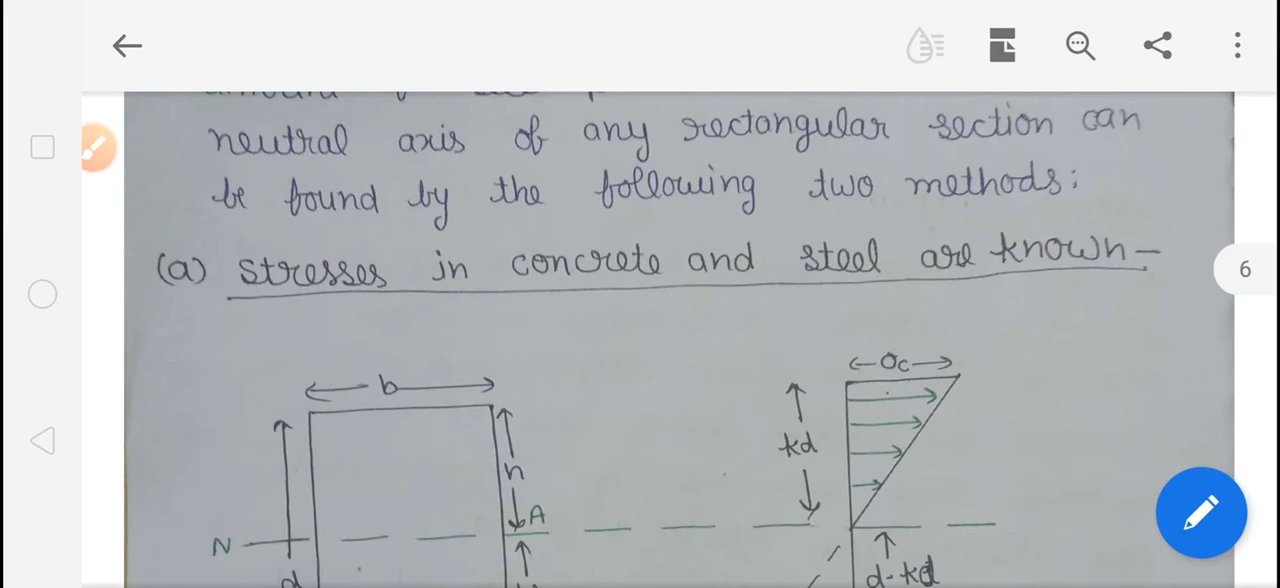 neutral axis of any rectangular section can
be found by the following two methods:
(a) stresses in concrete and steel are known-
6
b
σc
kd
n
N
A
d
d-kd